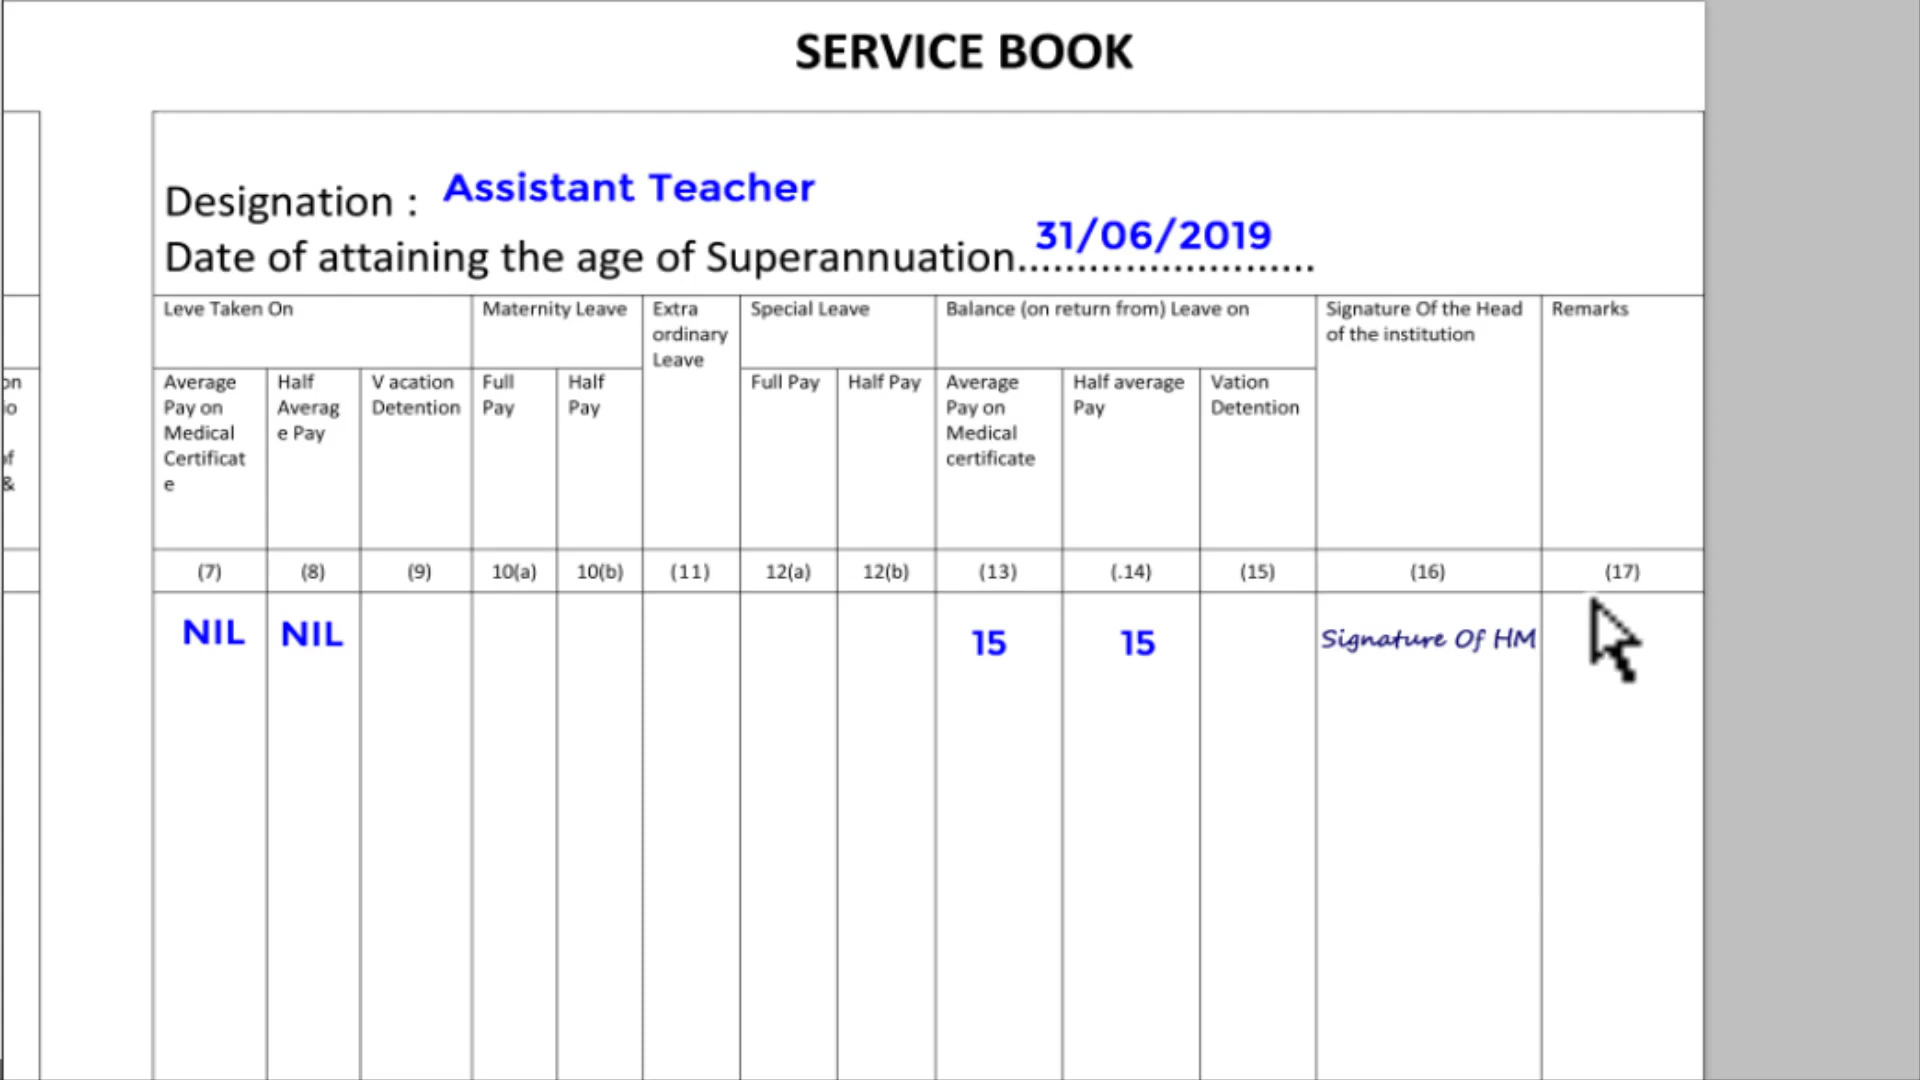 SERVICE BOOK
Designation : Assistant Teacher
Date of attaining the age of Superannuation......................... 31/06/2019
Leve Taken On
Maternity Leave
Extra
ordinary
Leave
Special Leave
Balance (on return from) Leave on
Signature Of the Head
of the institution
Remarks
on
io
of
&
Average
Pay on
Medical
Certificat
e
Half
Averag
e Pay
V acation
Detention
Full
Pay
Half
Pay
Full Pay
Half Pay
Average
Pay on
Medical
certificate
Half average
Pay
Vation
Detention
(7) (8) (9) 10(a) 10(b) (11) 12(a) 12(b) (13) (.14) (15) (16) (17)
NIL NIL 15 15 Signature Of HM